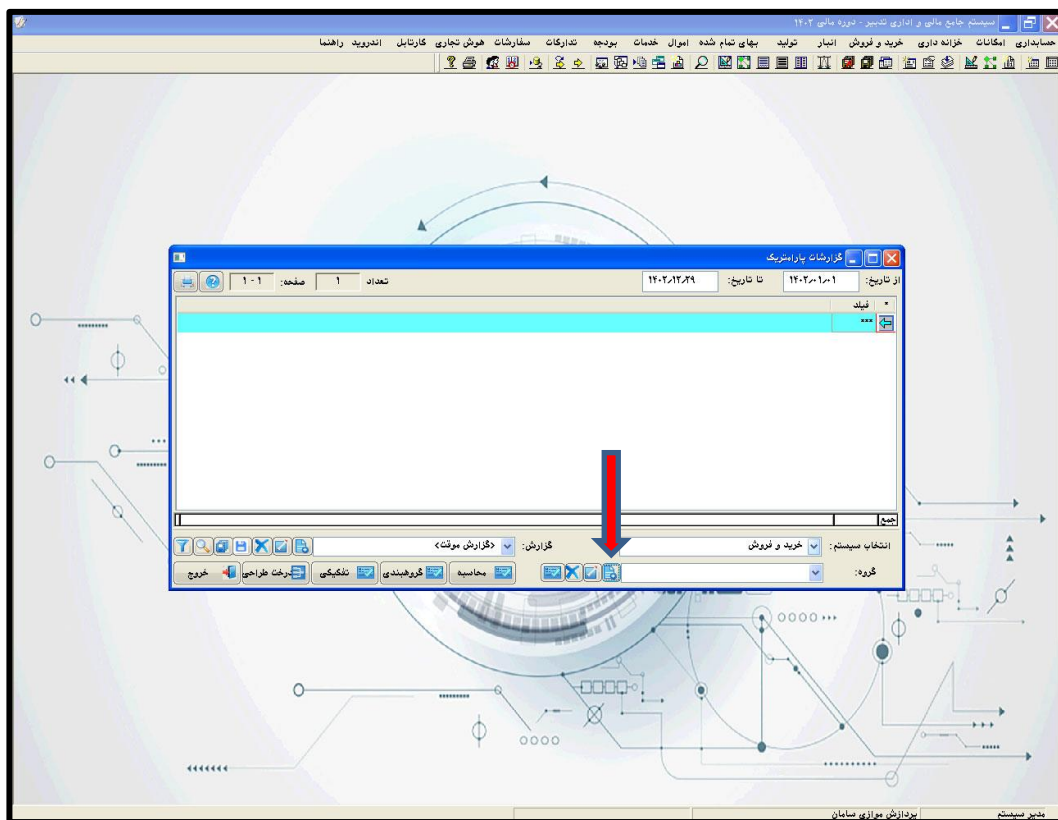 سیستم جامع مالی و اداری تدبیر - دوره مالی ۱۴۰۲
حسابداری امکانات خزانه داری خرید و فروش انبار تولید بهای تمام شده اموال خدمات بودجه تدارکات سفارشات هوش تجاری کارتابل اندروید راهنما
گزارشات پارامتریک
از تاریخ: ۱۴۰۲/۰۱/۰۱ تا تاریخ: ۱۴۰۲/۱۲/۲۹ تعداد ۱ صفحه: ۱ - ۱
* فیلد
***
جمع
انتخاب سیستم: خرید و فروش گزارش: <گزارش موقت>
گروه: محاسبه گروهبندی تفکیکی درخت طراحی خروج
مدیر سیستم پردازش موازی سامان